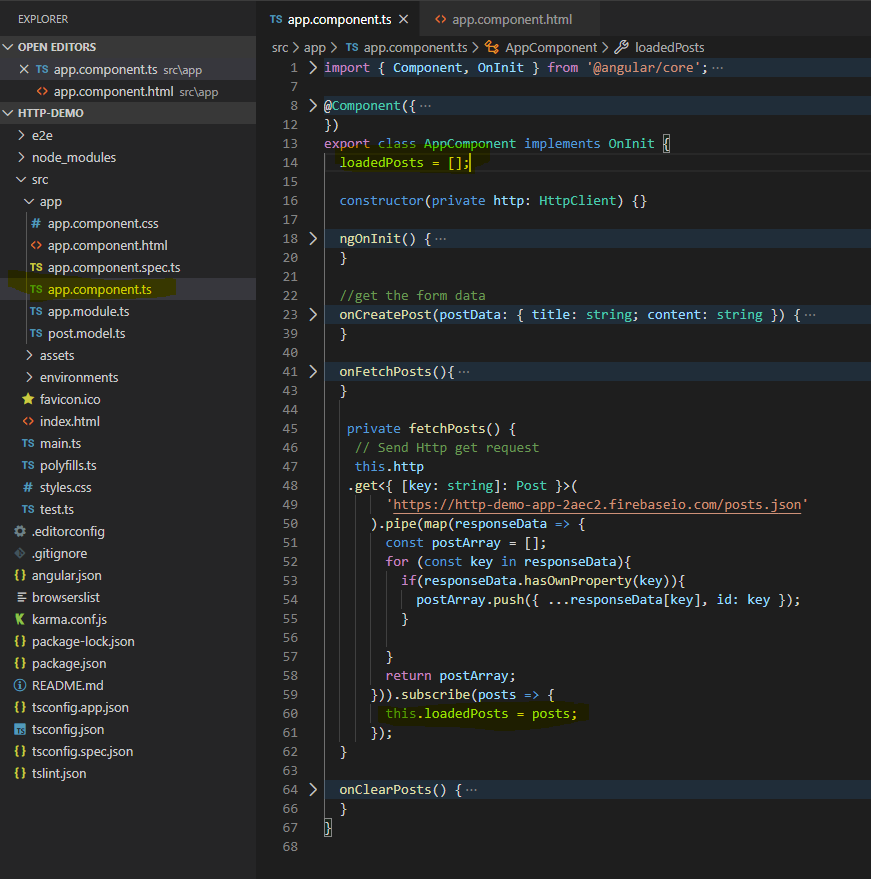 EXPLORER
OPEN EDITORS
TS app.component.ts src\app
<> app.component.html src\app
HTTP-DEMO
e2e
node_modules
src
app
# app.component.css
<> app.component.html
TS app.component.spec.ts
TS app.component.ts
TS app.module.ts
TS post.model.ts
assets
environments
favicon.ico
<> index.html
TS main.ts
TS polyfills.ts
# styles.css
TS test.ts
.editorconfig
.gitignore
{} angular.json
browserslist
karma.conf.js
{} package-lock.json
{} package.json
README.md
{} tsconfig.app.json
TS tsconfig.json
{} tsconfig.spec.json
{} tslint.json
TS app.component.ts ×
<> app.component.html
src > app > TS app.component.ts > AppComponent > loadedPosts
1 import { Component, OnInit } from '@angular/core';···
7
8 @Component({···
12 })
13 export class AppComponent implements OnInit {
14 loadedPosts = [];
15
16 constructor(private http: HttpClient) {}
17
18 ngOnInit() {···
20 }
21
22 //get the form data
23 onCreatePost(postData: { title: string; content: string }) {···
39 }
40
41 onFetchPosts(){···
43 }
44
45 private fetchPosts() {
46 // Send Http get request
47 this.http
48 .get<{ [key: string]: Post }>(
49 'https://http-demo-app-2aec2.firebaseio.com/posts.json'
50 ).pipe(map(responseData => {
51 const postArray = [];
52 for (const key in responseData){
53 if(responseData.hasOwnProperty(key)){
54 postArray.push({ ...responseData[key], id: key });
55 }
56
57 }
58 return postArray;
59 })).subscribe(posts => {
60 this.loadedPosts = posts;
61 });
62 }
63
64 onClearPosts() {···
66 }
67 }
68